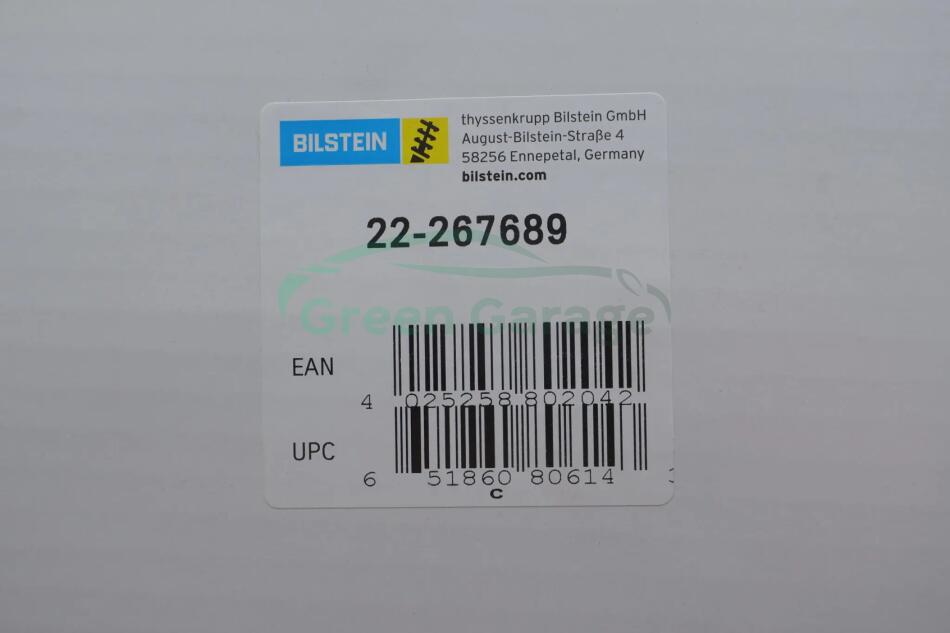 BILSTEIN
thyssenkrupp Bilstein GmbH
August-Bilstein-Straße 4
58256 Ennepetal, Germany
bilstein.com
22-267689
Green Garage
EAN
4 025258 802042
UPC
6 51860 80614
C